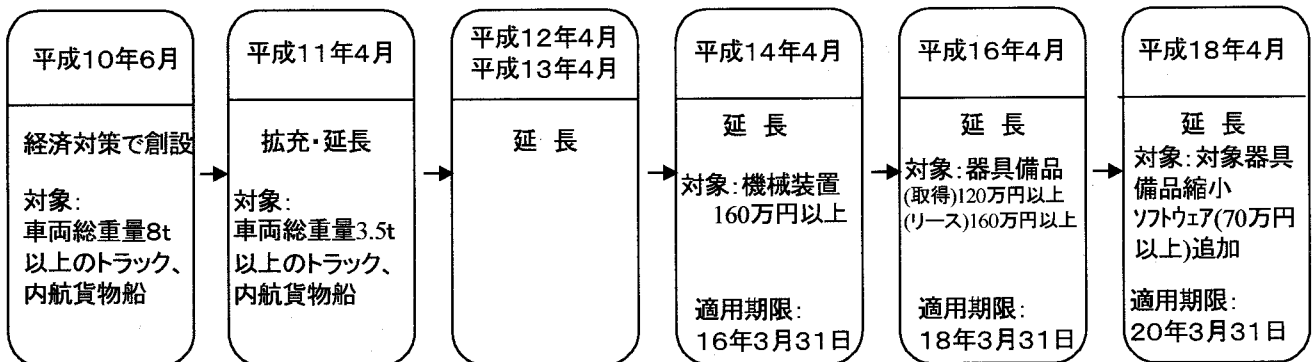 平成10年6月
経済対策で創設
対象：
車両総重量8t
以上のトラック、
内航貨物船
平成11年4月
拡充・延長
対象：
車両総重量3.5t
以上のトラック、
内航貨物船
平成12年4月
平成13年4月
延 長
平成14年4月
延 長
対象：機械装置
160万円以上
適用期限：
16年3月31日
平成16年4月
延 長
対象：器具備品
(取得)120万円以上
(リース)160万円以上
適用期限：
18年3月31日
平成18年4月
延 長
対象：対象器具
備品縮小
ソフトウェア(70万円
以上)追加
適用期限：
20年3月31日